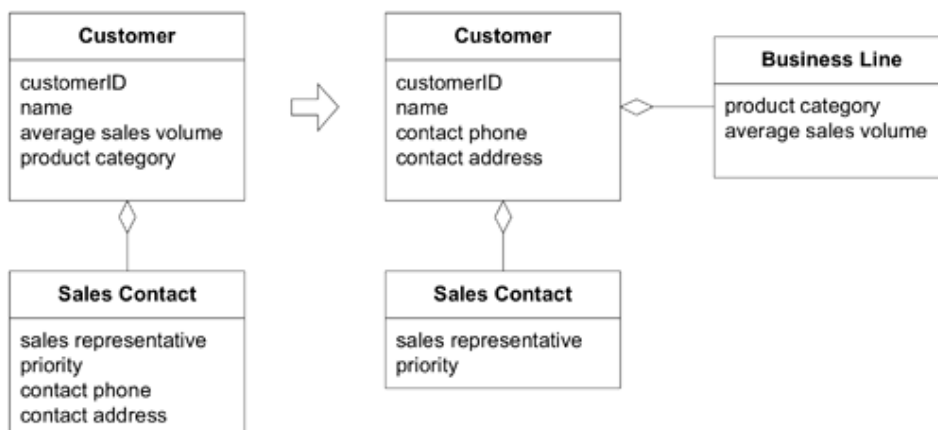 Customer
customerID
name
average sales volume
product category
Sales Contact
sales representative
priority
contact phone
contact address
Customer
customerID
name
contact phone
contact address
Sales Contact
sales representative
priority
Business Line
product category
average sales volume